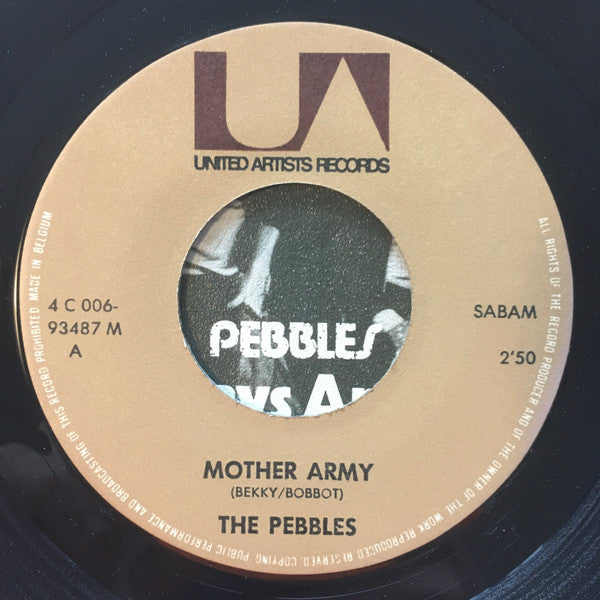 UA
UNITED ARTISTS RECORDS
4 C 006-
93487 M
A
SABAM
2'50
PEBBLES
MOTHER ARMY
(BEKKY/BOBBOT)
THE PEBBLES
ALL RIGHTS OF THE RECORD PRODUCER AND OF THE OWNER OF THE WORK REPRODUCED RESERVED. COPYING PUBLIC PERFORMANCE AND BROADCASTING OF THIS RECORD PROHIBITED MADE IN BELGIUM